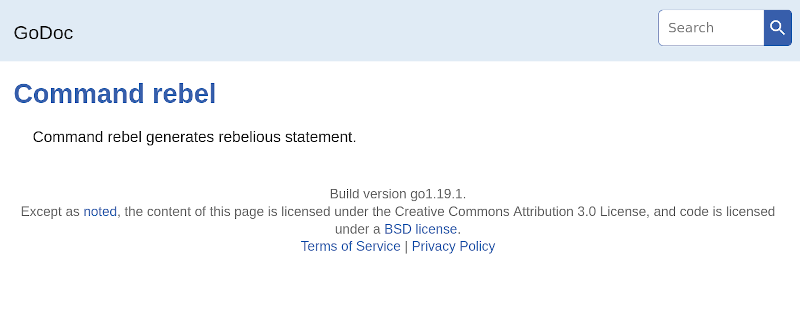 GoDoc
Search
Command rebel
Command rebel generates rebelious statement.
Build version go1.19.1.
Except as noted, the content of this page is licensed under the Creative Commons Attribution 3.0 License, and code is licensed
under a BSD license.
Terms of Service | Privacy Policy